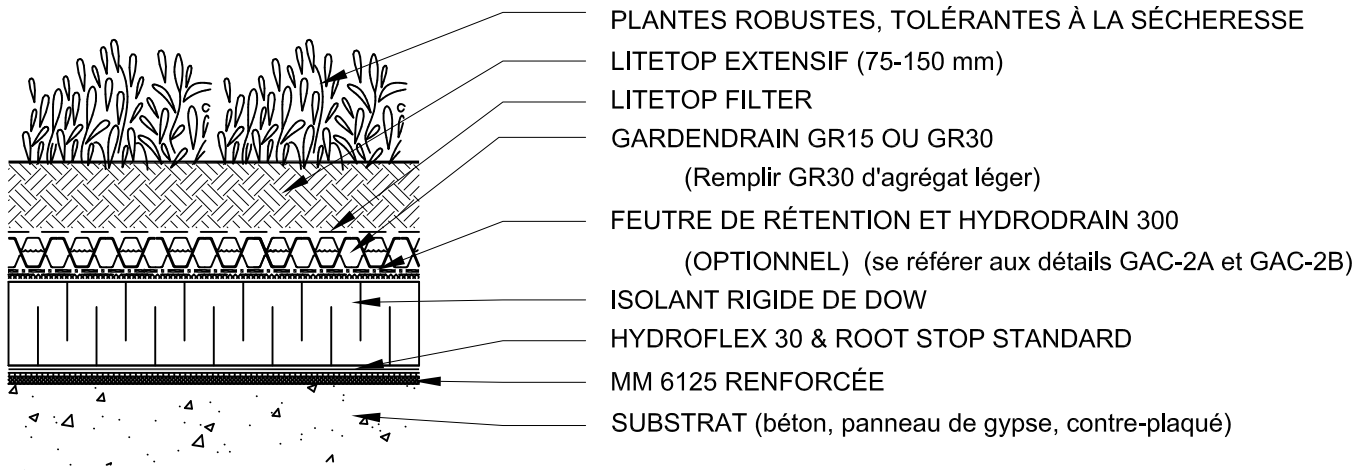 PLANTES ROBUSTES, TOLÉRANTES À LA SÉCHERESSE
LITETOP EXTENSIF (75-150 mm)
LITETOP FILTER
GARDENDRAIN GR15 OU GR30
(Remplir GR30 d'agrégat léger)
FEUTRE DE RÉTENTION ET HYDRODRAIN 300
(OPTIONNEL) (se référer aux détails GAC-2A et GAC-2B)
ISOLANT RIGIDE DE DOW
HYDROFLEX 30 & ROOT STOP STANDARD
MM 6125 RENFORCÉE
SUBSTRAT (béton, panneau de gypse, contre-plaqué)